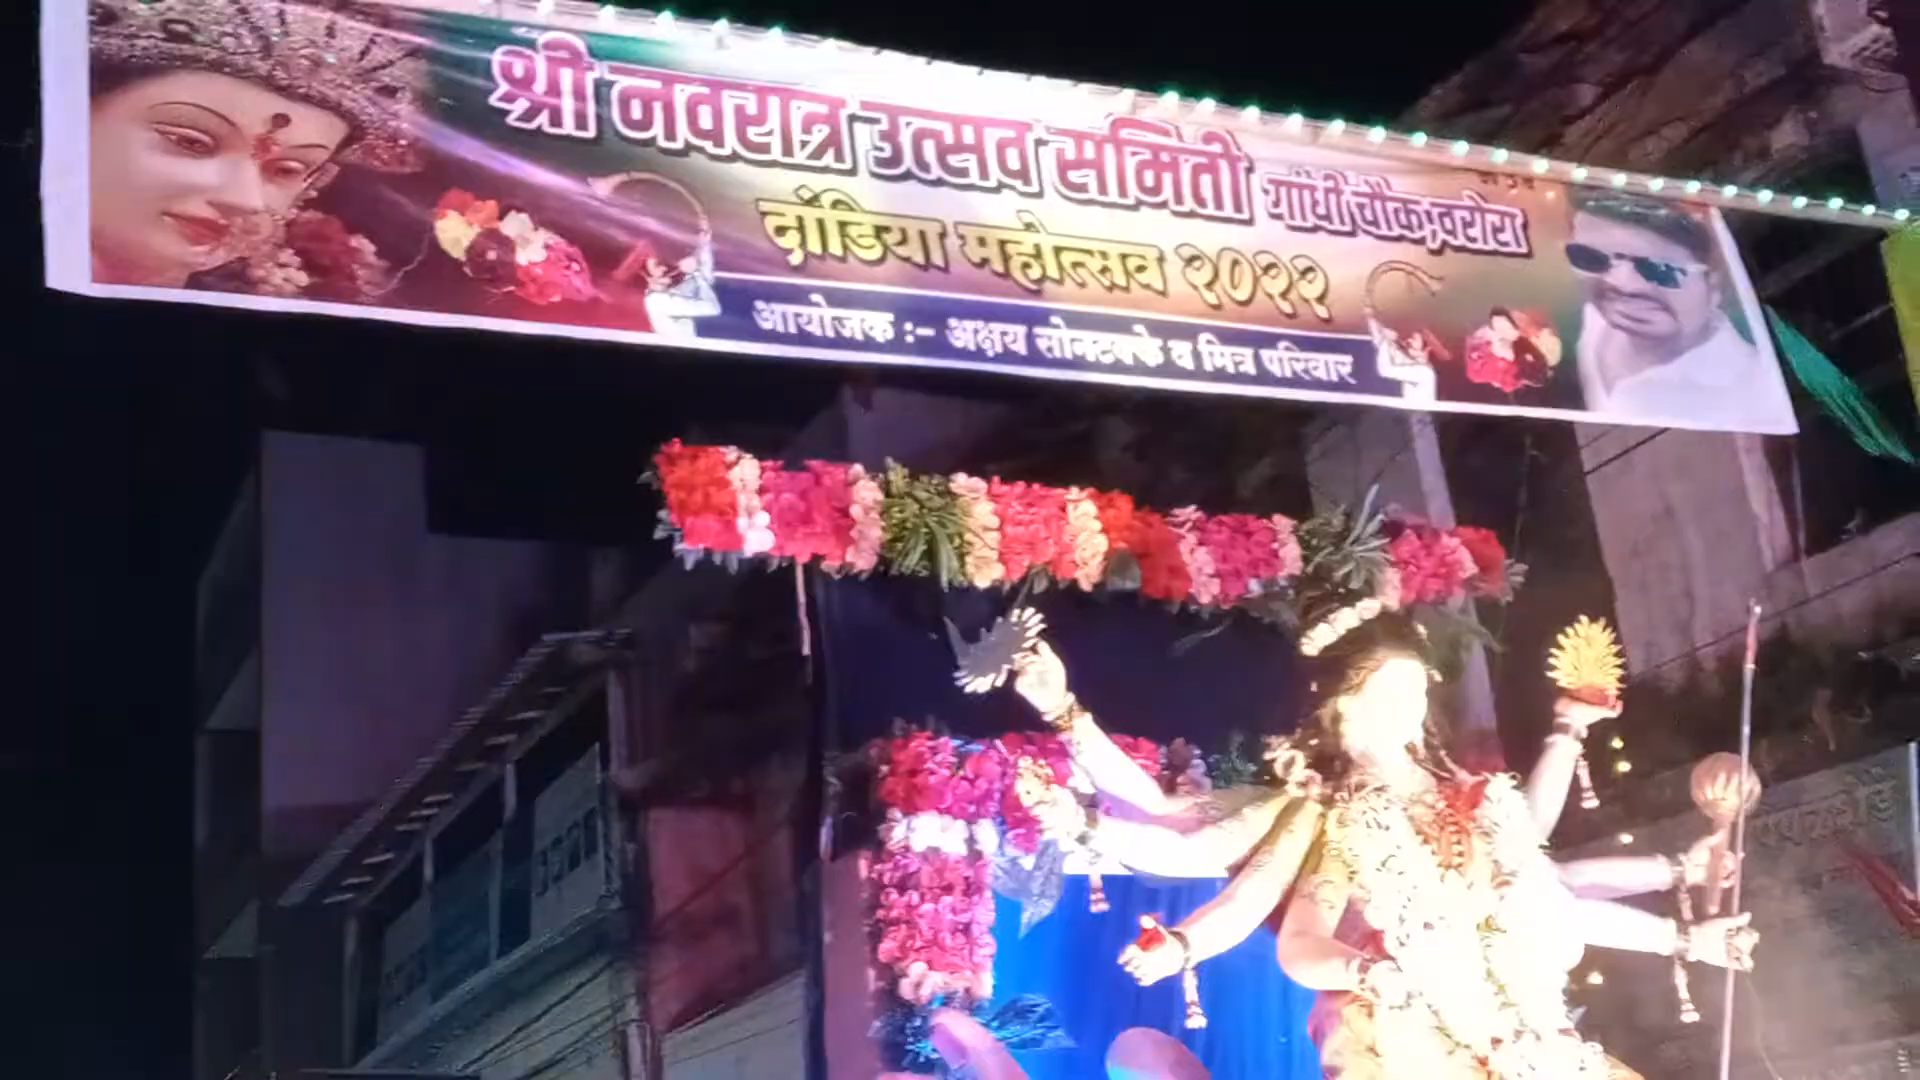 श्री नवरात्र उत्सव समिती गांधी चौक,वरोरा
दांडिया महोत्सव २०२२
आयोजक :- अक्षय सोनटक्के व मित्र परिवार